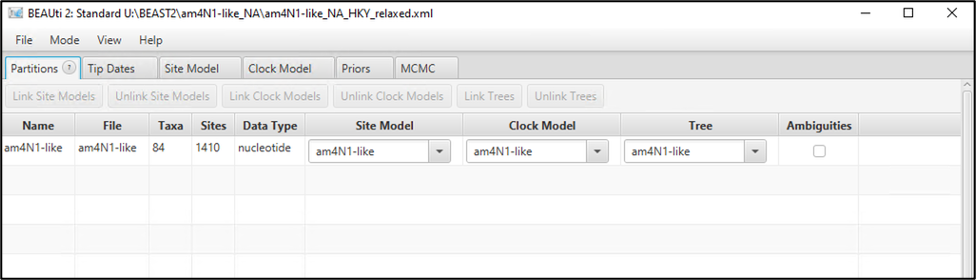 BEAUti 2: Standard U:\BEAST2\am4N1-like_NA\am4N1-like_NA_HKY_relaxed.xml
File Mode View Help
Partitions ? Tip Dates Site Model Clock Model Priors MCMC
Link Site Models Unlink Site Models Link Clock Models Unlink Clock Models Link Trees Unlink Trees
Name File Taxa Sites Data Type Site Model Clock Model Tree Ambiguities
am4N1-like am4N1-like 84 1410 nucleotide am4N1-like am4N1-like am4N1-like